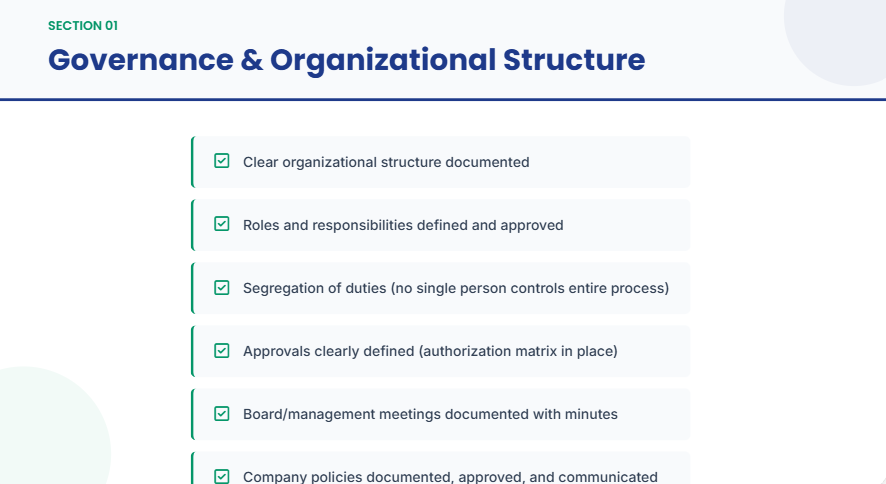 SECTION 01
Governance & Organizational Structure
Clear organizational structure documented
Roles and responsibilities defined and approved
Segregation of duties (no single person controls entire process)
Approvals clearly defined (authorization matrix in place)
Board/management meetings documented with minutes
Company policies documented, approved, and communicated